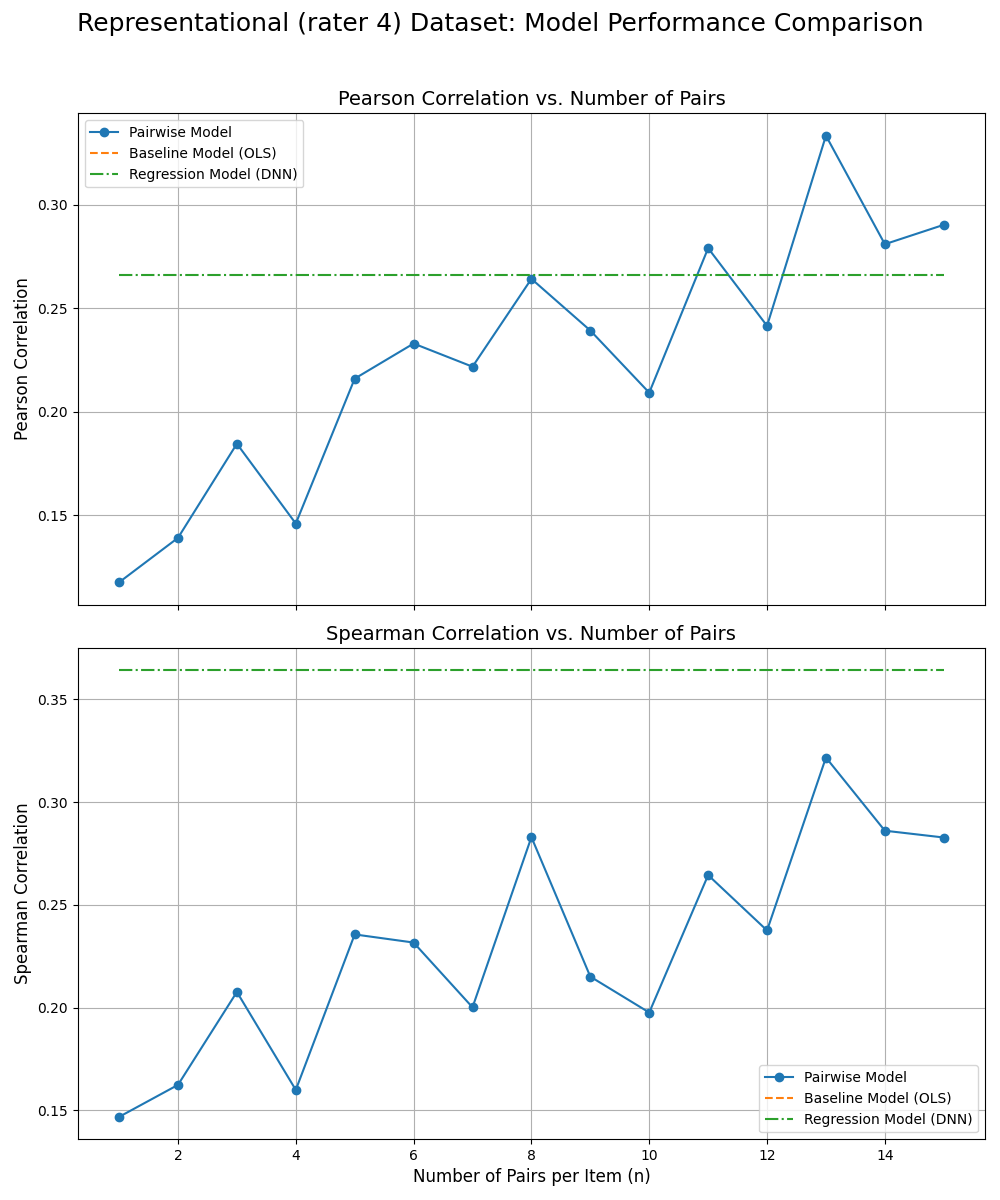 Representational (rater 4) Dataset: Model Performance Comparison
Pearson Correlation vs. Number of Pairs
Pairwise Model
Baseline Model (OLS)
Regression Model (DNN)
Pearson Correlation
0.30
0.25
0.20
0.15
Spearman Correlation vs. Number of Pairs
Spearman Correlation
0.35
0.30
0.25
0.20
0.15
Pairwise Model
Baseline Model (OLS)
Regression Model (DNN)
2 4 6 8 10 12 14
Number of Pairs per Item (n)